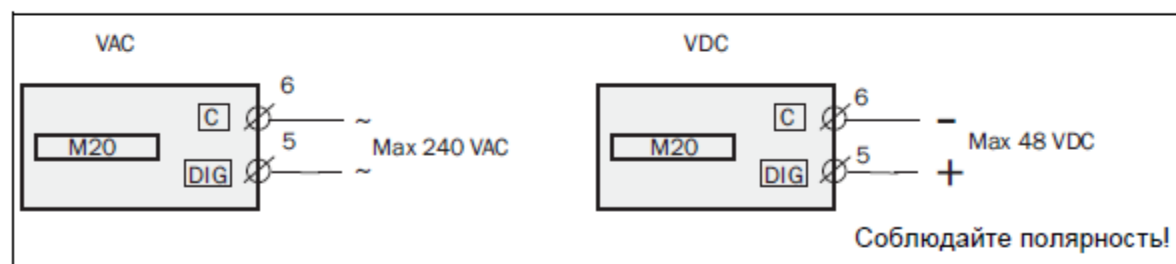 VAC
6
C
~
M20
5
Max 240 VAC
DIG
~
VDC
6
C
−
M20
5
Max 48 VDC
DIG
+
Соблюдайте полярность!